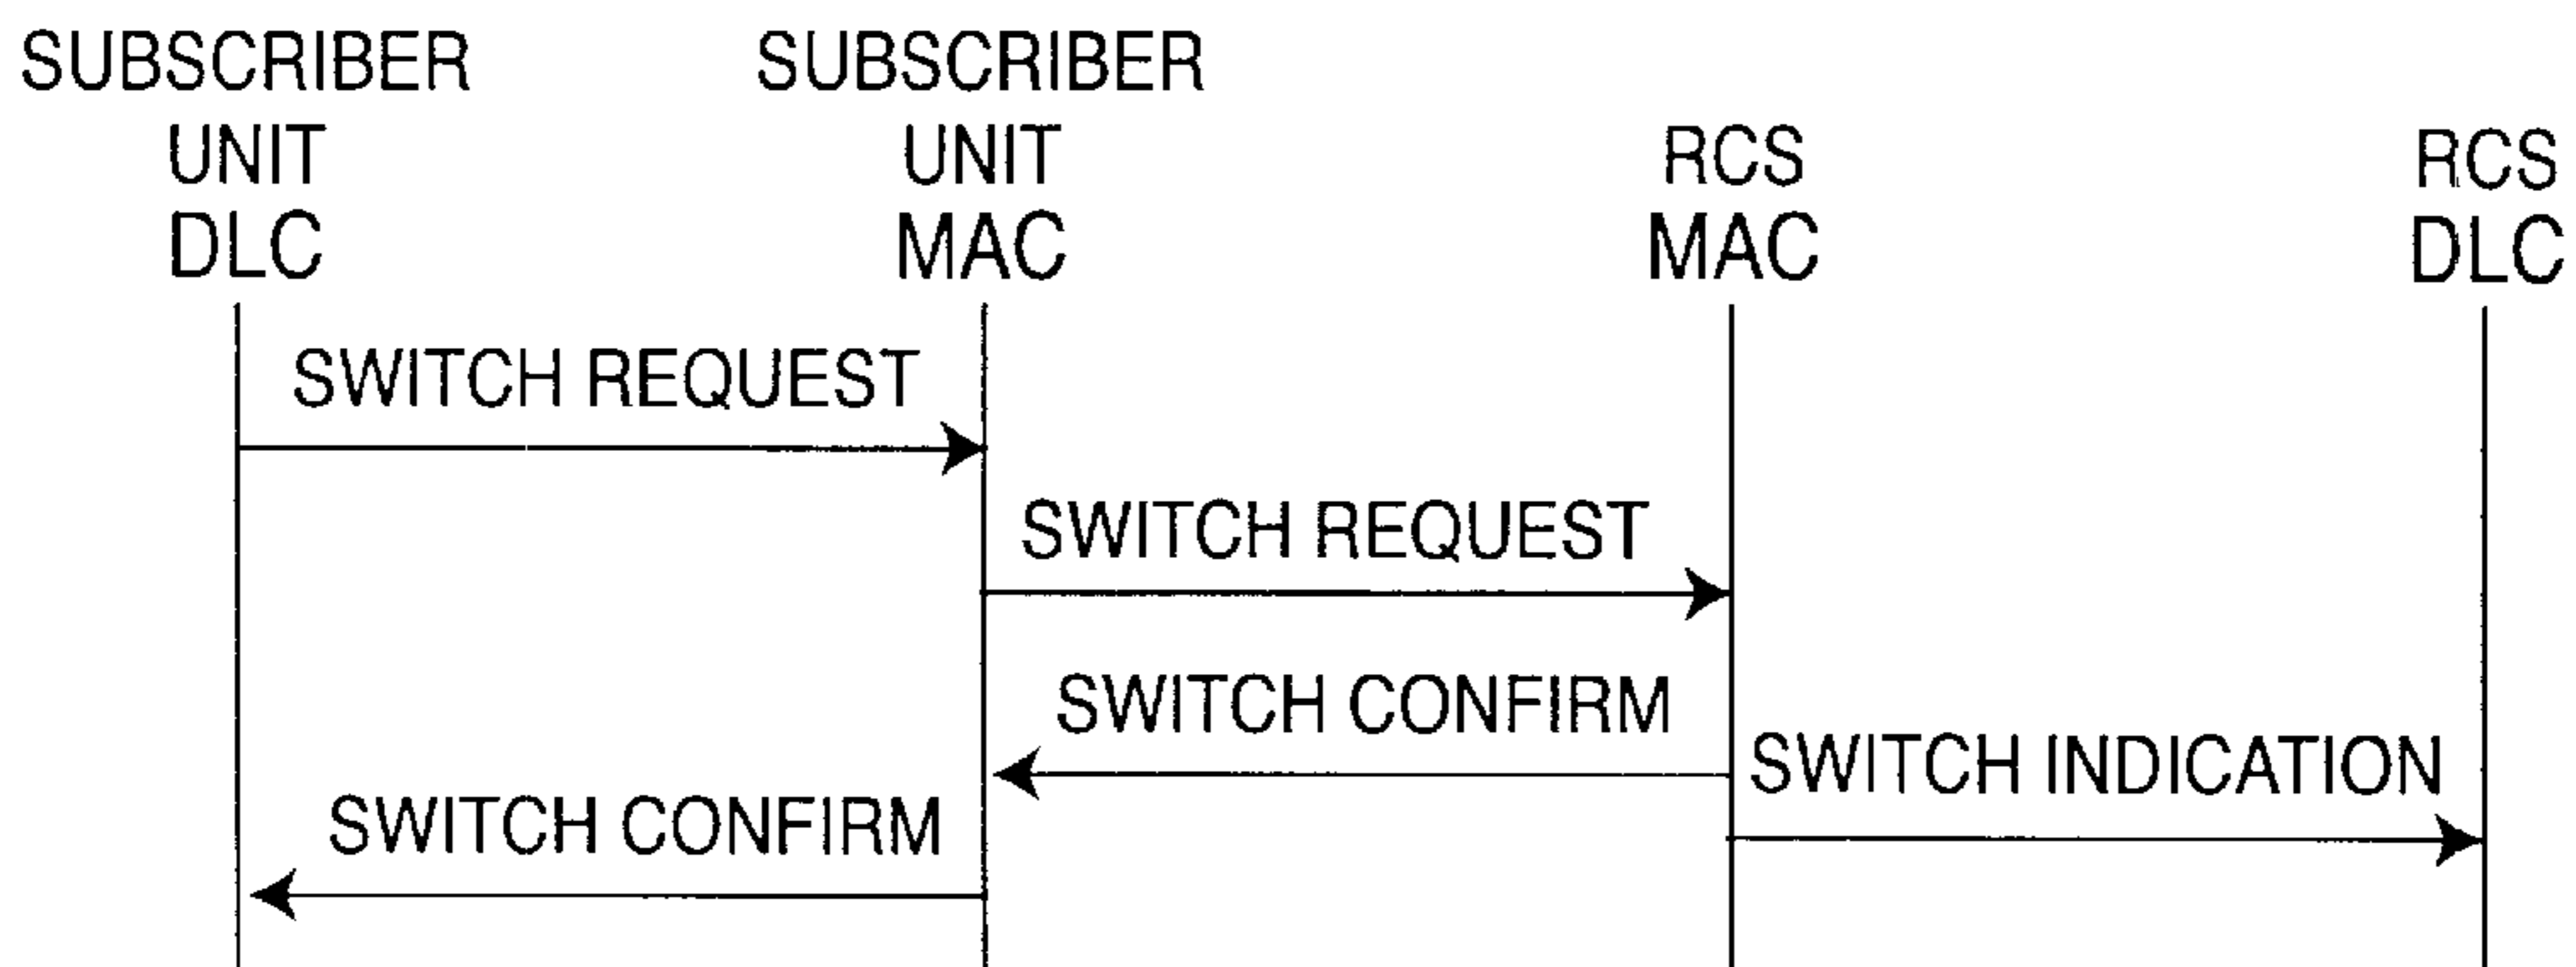 SUBSCRIBER
UNIT
DLC
SUBSCRIBER
UNIT
MAC
RCS
MAC
RCS
DLC
SWITCH REQUEST
SWITCH REQUEST
SWITCH CONFIRM
SWITCH INDICATION
SWITCH CONFIRM